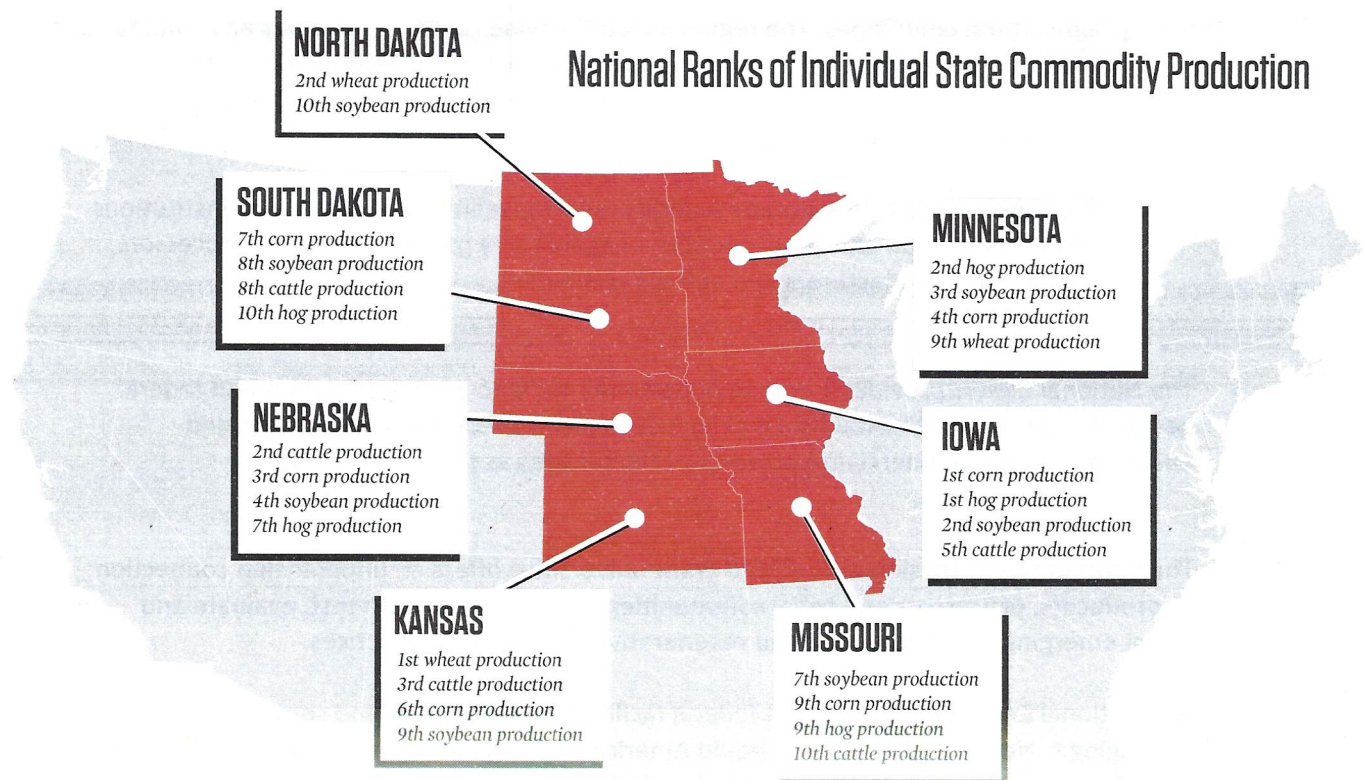 National Ranks of Individual State Commodity Production
NORTH DAKOTA
2nd wheat production
10th soybean production
SOUTH DAKOTA
7th corn production
8th soybean production
8th cattle production
10th hog production
NEBRASKA
2nd cattle production
3rd corn production
4th soybean production
7th hog production
KANSAS
1st wheat production
3rd cattle production
6th corn production
9th soybean production
MINNESOTA
2nd hog production
3rd soybean production
4th corn production
9th wheat production
IOWA
1st corn production
1st hog production
2nd soybean production
5th cattle production
MISSOURI
7th soybean production
9th corn production
9th hog production
10th cattle production